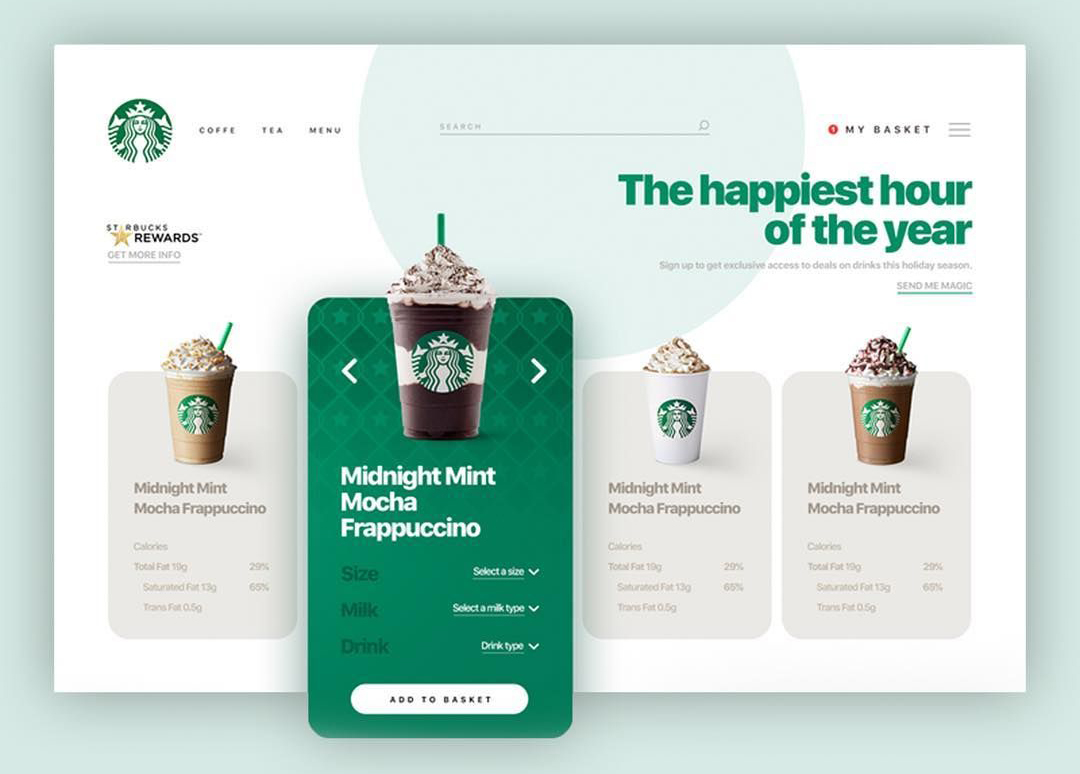 COFFE TEA MENU
SEARCH
1 MY BASKET
The happiest hour
of the year
Sign up to get exclusive access to deals on drinks this holiday season.
SEND ME MAGIC
STARBUCKS
REWARDS™
GET MORE INFO
Midnight Mint
Mocha Frappuccino
Calories
Total Fat 19g 29%
Saturated Fat 13g 65%
Trans Fat 0.5g
Midnight Mint
Mocha
Frappuccino
Size Select a size
Milk Select a milk type
Drink Drink type
ADD TO BASKET
Midnight Mint
Mocha Frappuccino
Calories
Total Fat 19g 29%
Saturated Fat 13g 65%
Trans Fat 0.5g
Midnight Mint
Mocha Frappuccino
Calories
Total Fat 19g 29%
Saturated Fat 13g 65%
Trans Fat 0.5g